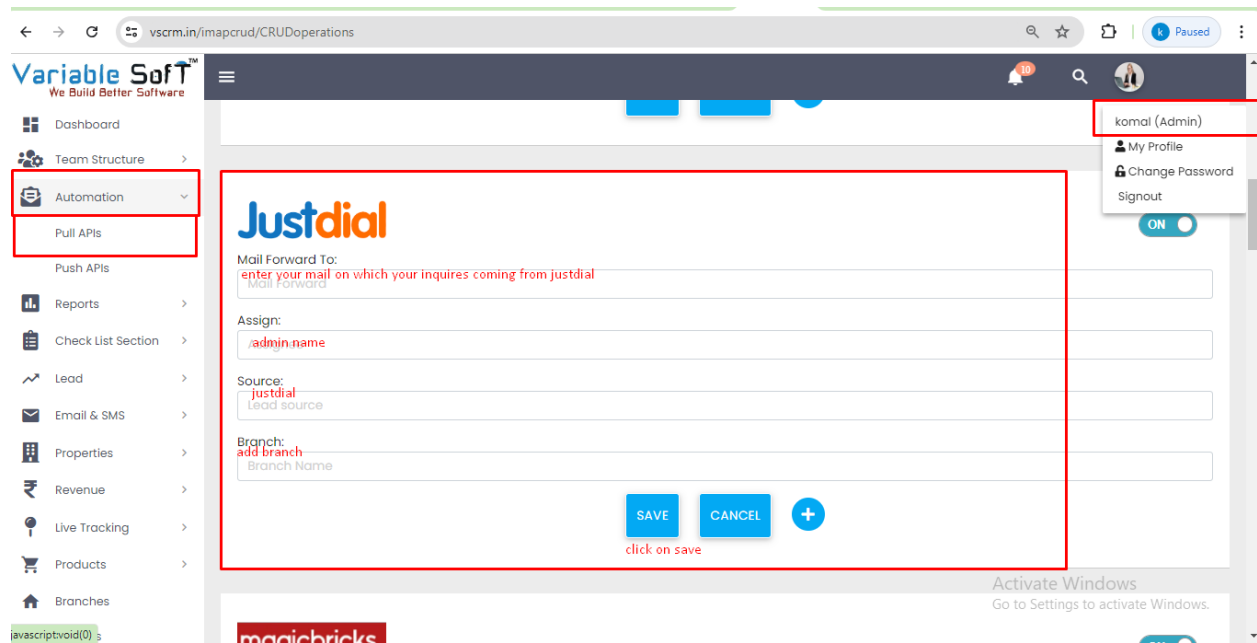 vscrm.in/imapcrud/CRUDoperations
k Paused
Variable SofT™
We Build Better Software
10
Dashboard
komal (Admin)
Team Structure
My Profile
Change Password
Automation
Signout
Justdial
ON
Pull APIs
Mail Forward To:
Push APIs
enter your mail on which your inquires coming from justdial
Mail Forward
Reports
Assign:
Check List Section
admin name
Lead
Source:
justdial
Lead source
Email & SMS
Branch:
add branch
Properties
Branch Name
Revenue
SAVE CANCEL +
Live Tracking
click on save
Products
Activate Windows
Branches
Go to Settings to activate Windows.
javascript:void(0)
magicbricks